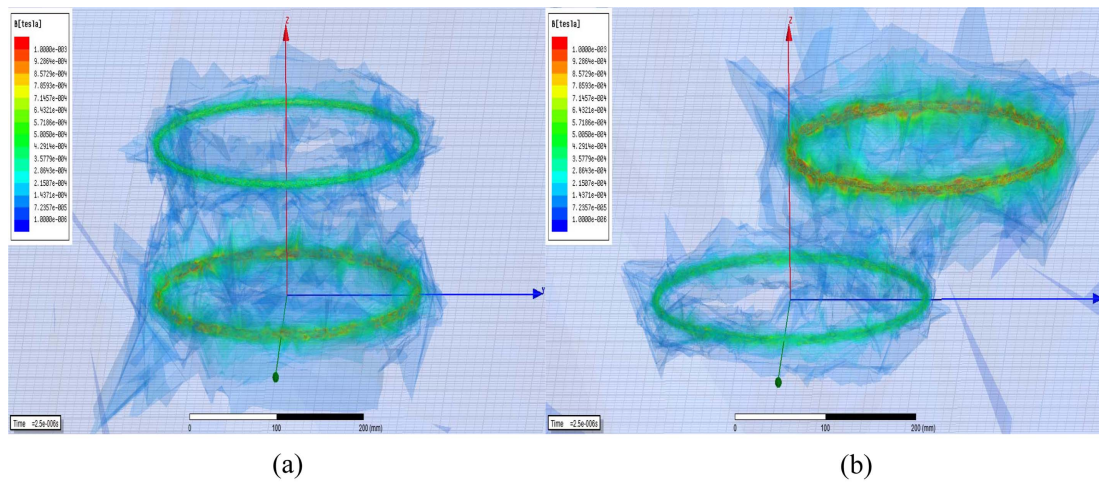 B[tesla]
1.0000e-003
9.2864e-004
8.5729e-004
7.8593e-004
7.1457e-004
6.4321e-004
5.7186e-004
5.0050e-004
4.2914e-004
3.5779e-004
2.8643e-004
2.1507e-004
1.4371e-004
7.2357e-005
1.0000e-006
Z
Y
Time =2.5e-006s
0 100 200 (mm)
(a)
B[tesla]
1.0000e-003
9.2864e-004
8.5729e-004
7.8593e-004
7.1457e-004
6.4321e-004
5.7186e-004
5.0050e-004
4.2914e-004
3.5779e-004
2.8643e-004
2.1507e-004
1.4371e-004
7.2357e-005
1.0000e-006
Z
Time =2.5e-006s
0 100 200 (mm)
(b)